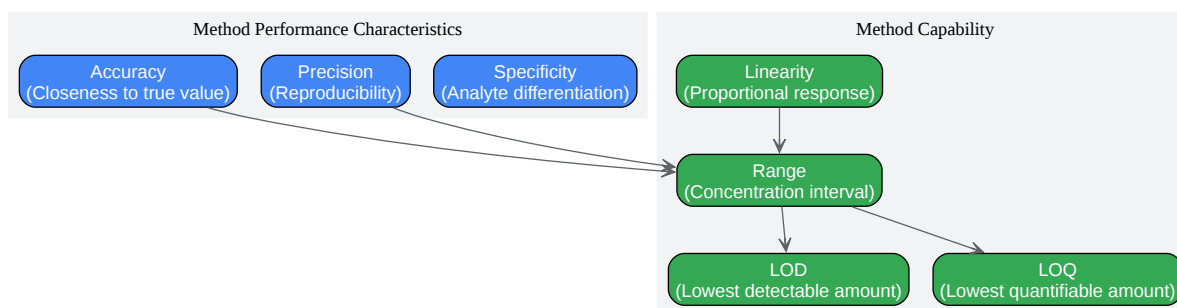 Method Performance Characteristics
Accuracy
(Closeness to true value)
Precision
(Reproducibility)
Specificity
(Analyte differentiation)
Method Capability
Linearity
(Proportional response)
Range
(Concentration interval)
LOD
(Lowest detectable amount)
LOQ
(Lowest quantifiable amount)